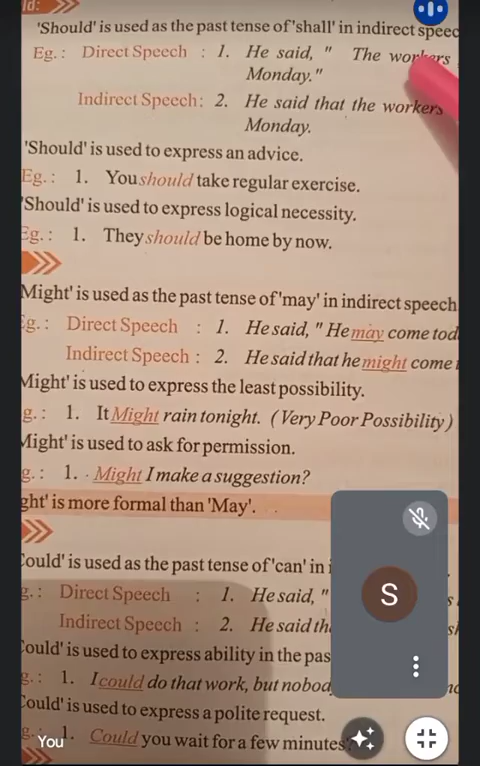 ld:
'Should' is used as the past tense of 'shall' in indirect speec
Eg.: Direct Speech : 1. He said, " The workers
Monday."
Indirect Speech: 2. He said that the workers
Monday.
'Should' is used to express an advice.
Eg.: 1. You should take regular exercise.
'Should' is used to express logical necessity.
Eg.: 1. They should be home by now.
Might' is used as the past tense of 'may' in indirect speech
g.: Direct Speech : 1. He said, " He may come tod
Indirect Speech : 2. He said that he might come
Might' is used to express the least possibility.
g.: 1. It Might rain tonight. (Very Poor Possibility)
Might' is used to ask for permission.
g.: 1. Might I make a suggestion?
ght' is more formal than 'May'.
Could' is used as the past tense of 'can' in i
g.: Direct Speech : 1. He said, "
Indirect Speech : 2. He said th
Could' is used to express ability in the pas
g.: 1. I could do that work, but nobod
Could' is used to express a polite request.
g.: 1. Could you wait for a few minutes?
S
You